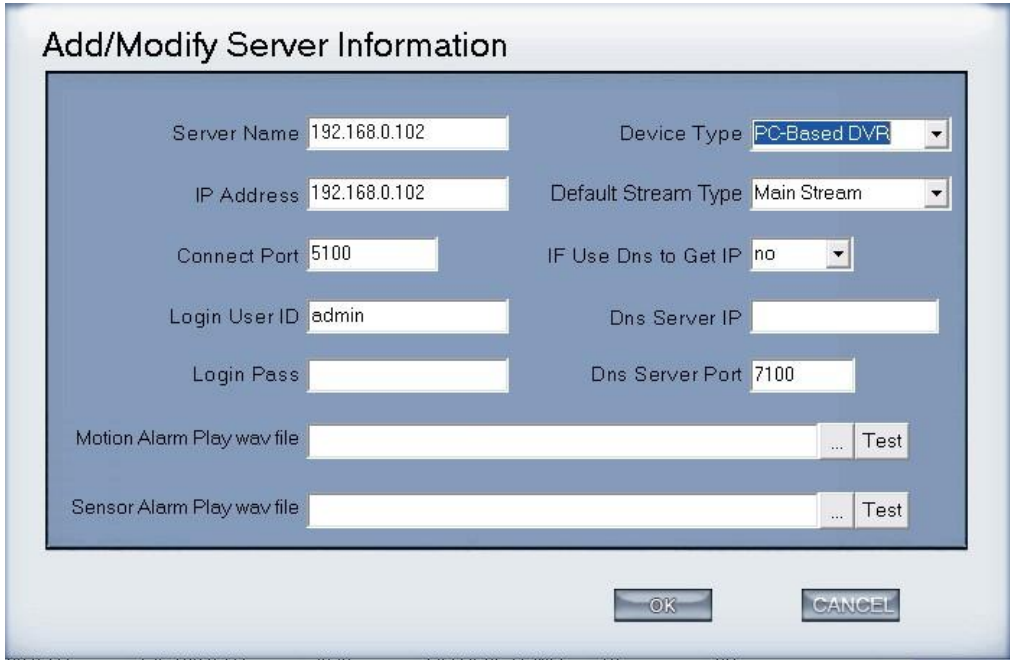 Add/Modify Server Information
Server Name 192.168.0.102 Device Type PC-Based DVR
IP Address 192.168.0.102 Default Stream Type Main Stream
Connect Port 5100 IF Use Dns to Get IP no
Login User ID admin Dns Server IP
Login Pass Dns Server Port 7100
Motion Alarm Play wav file ... Test
Sensor Alarm Play wav file ... Test
OK CANCEL